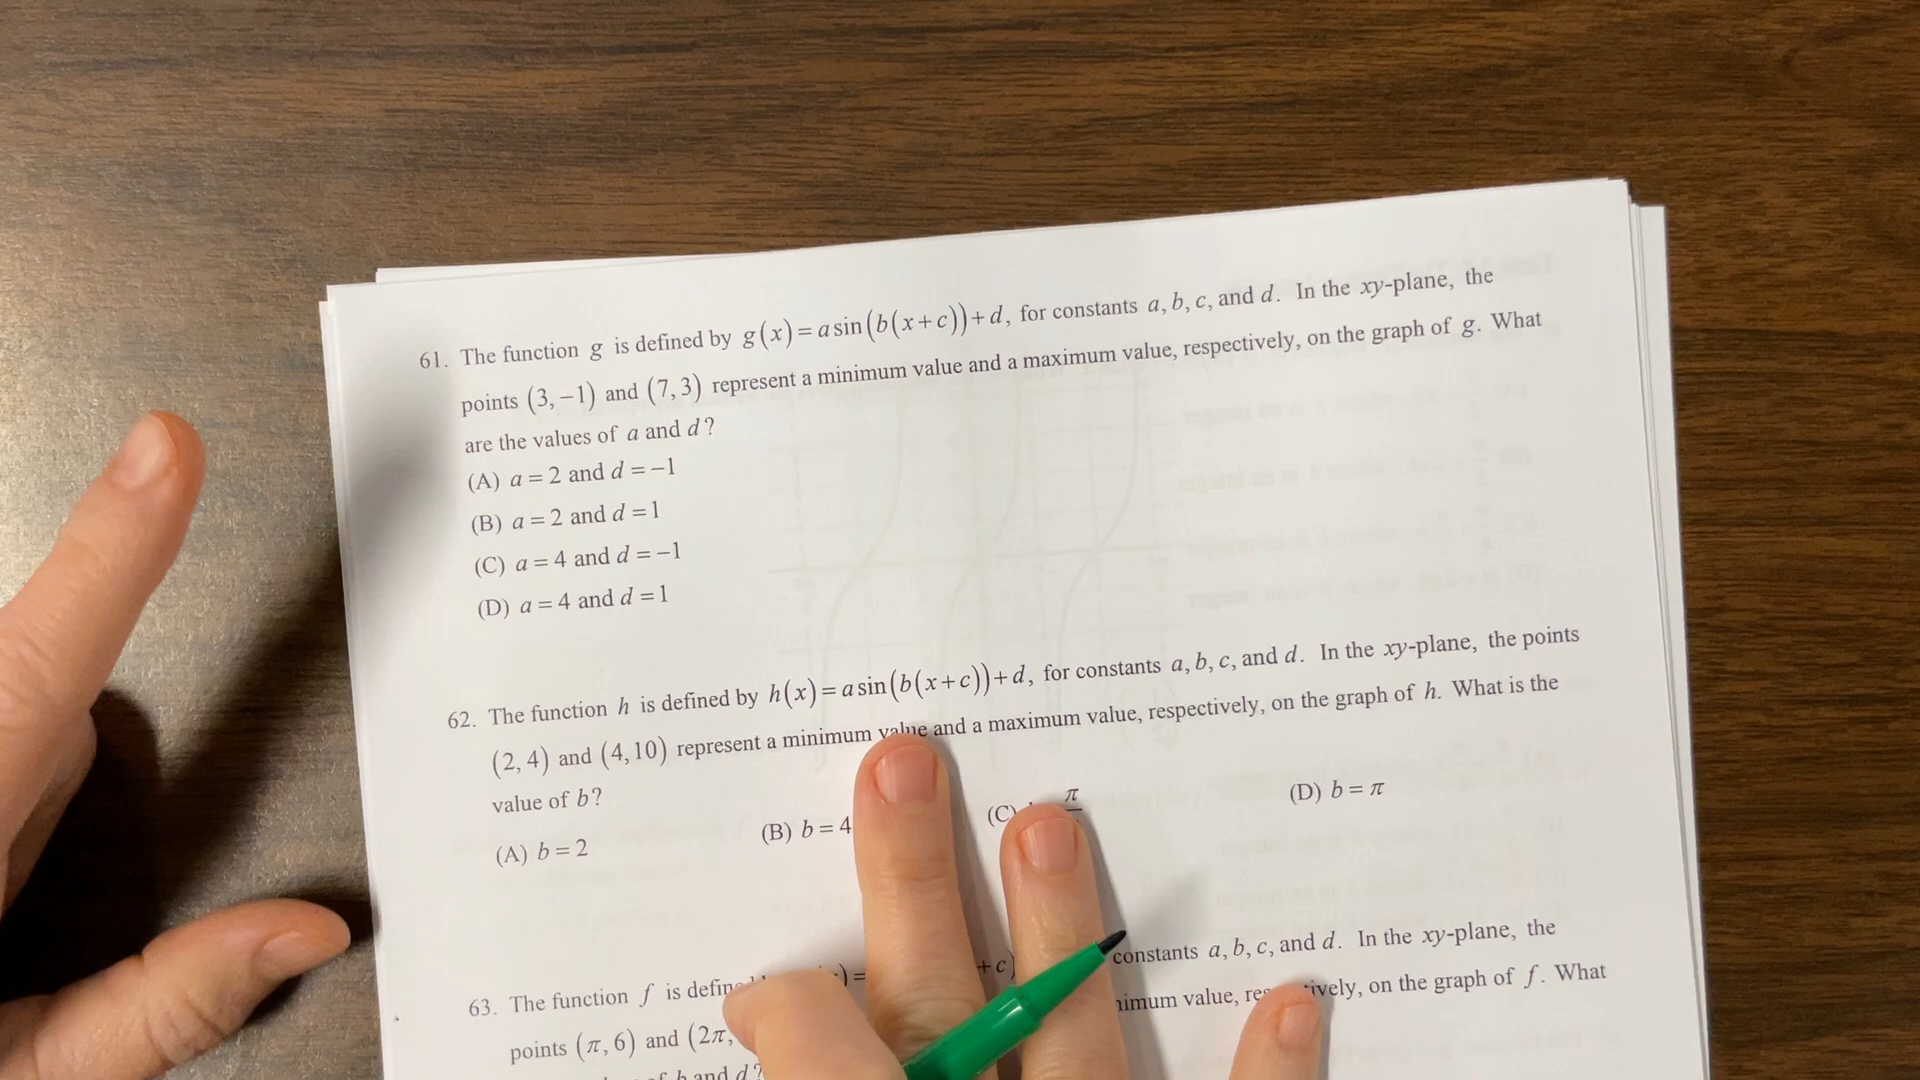 61. The function g is defined by g(x) = a sin(b(x+c)) + d, for constants a, b, c, and d. In the xy-plane, the
points (3, −1) and (7, 3) represent a minimum value and a maximum value, respectively, on the graph of g. What
are the values of a and d?
(A) a = 2 and d = −1
(B) a = 2 and d = 1
(C) a = 4 and d = −1
(D) a = 4 and d = 1
62. The function h is defined by h(x) = a sin(b(x+c)) + d, for constants a, b, c, and d. In the xy-plane, the points
(2, 4) and (4, 10) represent a minimum value and a maximum value, respectively, on the graph of h. What is the
value of b?
(A) b = 2 (B) b = 4 (C) π (D) b = π
63. The function f is +c) constants a, b, c, and d. In the xy-plane, the
points (π, 6) and (2π, value, on the graph of f. What
b and d?